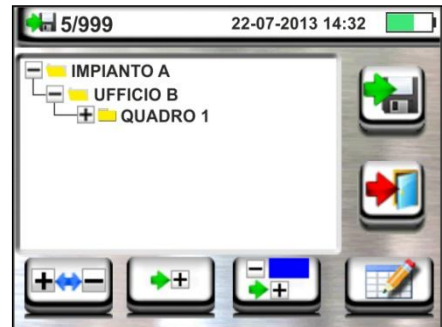 5/999 22-07-2013 14:32
IMPIANTO A
UFFICIO B
QUADRO 1